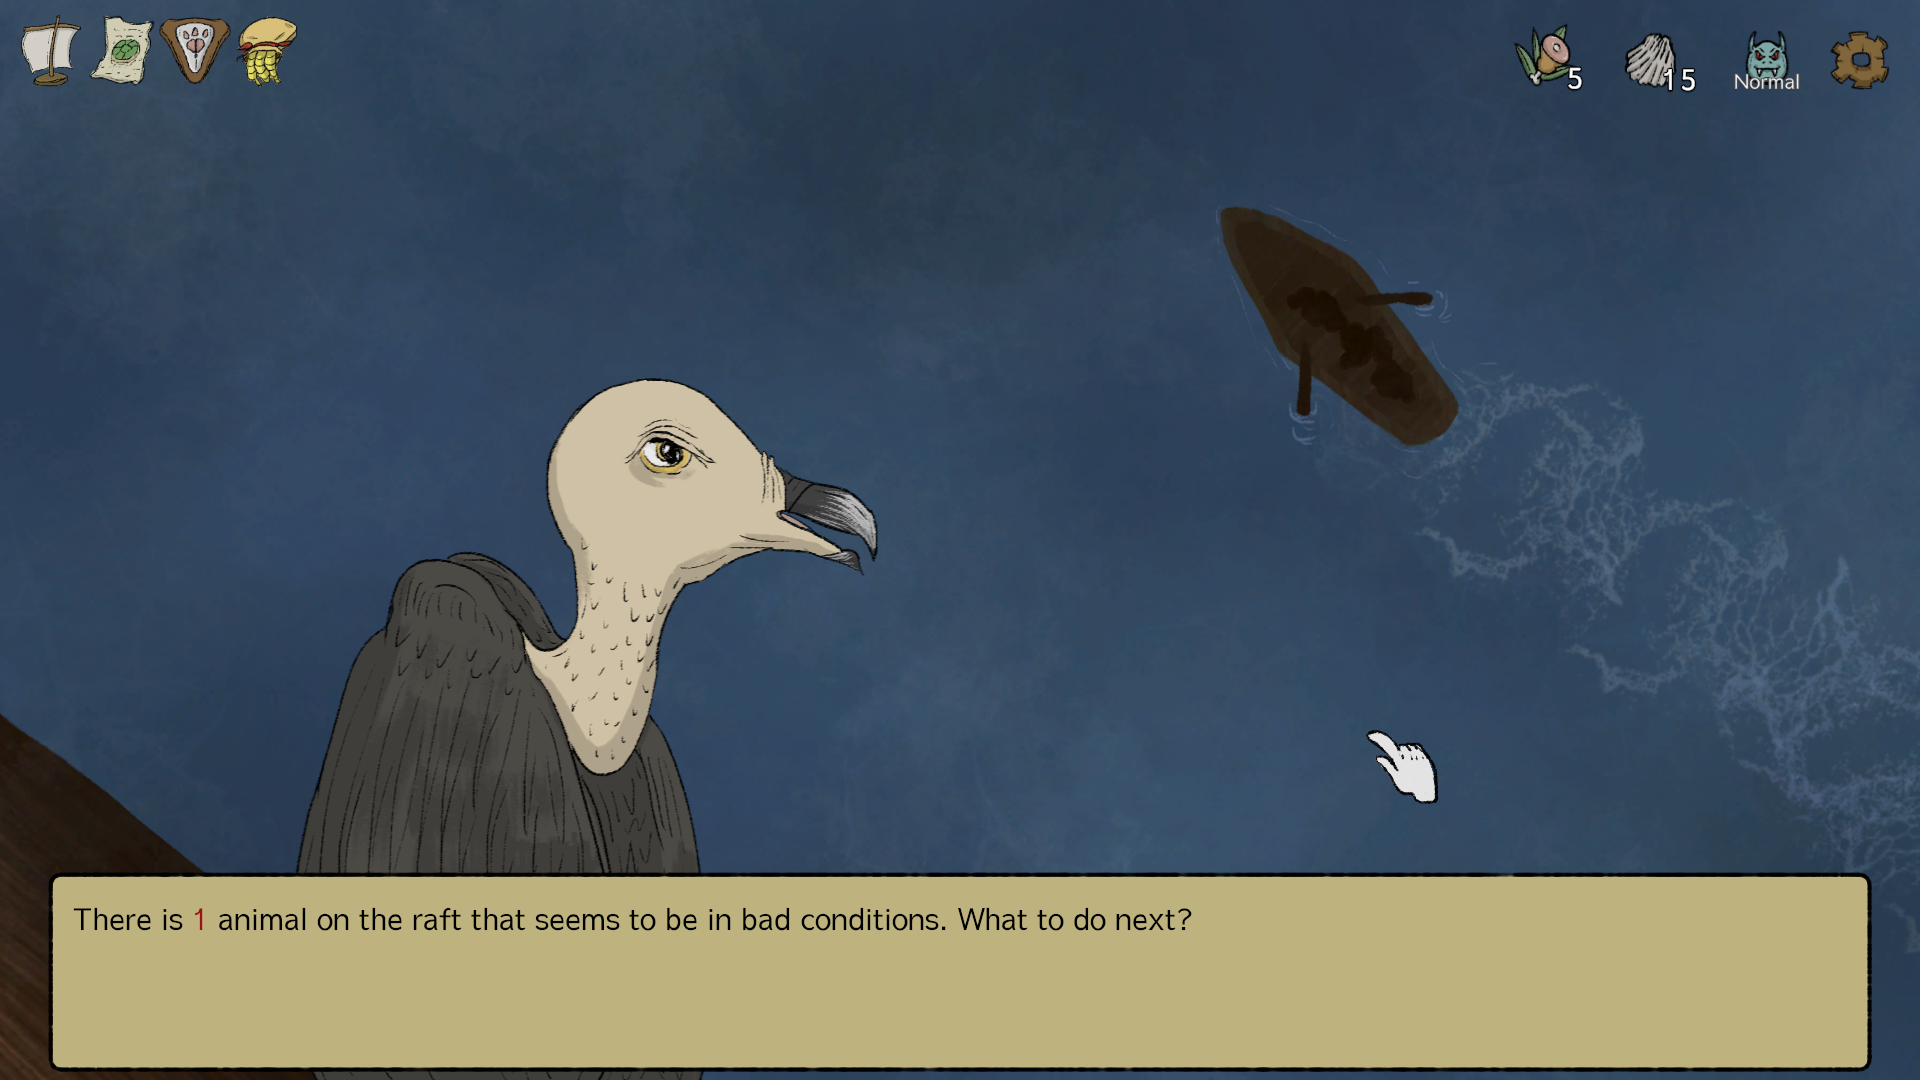 5
15
Normal
There is 1 animal on the raft that seems to be in bad conditions. What to do next?